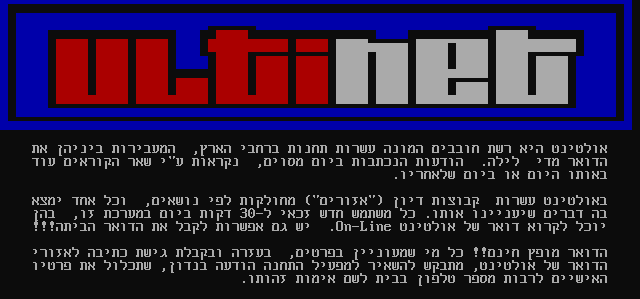 ultinet
אולטינט היא רשת חובבים המונה עשרות תחנות ברחבי הארץ, המעבירות ביניהן את
הדואר מדי לילה. הודעות הנכתבות ביום מסוים, נקראות ע"י שאר הקוראים עוד
באותו היום או ביום שלאחריו.
באולטינט עשרות קבוצות דיון ("אזורים") מחולקות לפי נושאים, וכל אחד ימצא
בה דברים שיעניינו אותו. כל משתמש חדש זכאי ל-30 דקות ביום במערכת זו, בהן
יוכל לקרוא דואר של אולטינט On-Line. יש גם אפשרות לקבל את הדואר הביתה!!!
הדואר מופץ חינם!! כל מי שמעוניין בפרטים, בעזרה ובקבלת גישת כתיבה לאזורי
הדואר של אולטינט, מתבקש להשאיר למפעיל התחנה הודעה בנדון, שתכלול את פרטיו
האישיים לרבות מספר טלפון בבית לשם אימות זהותו.